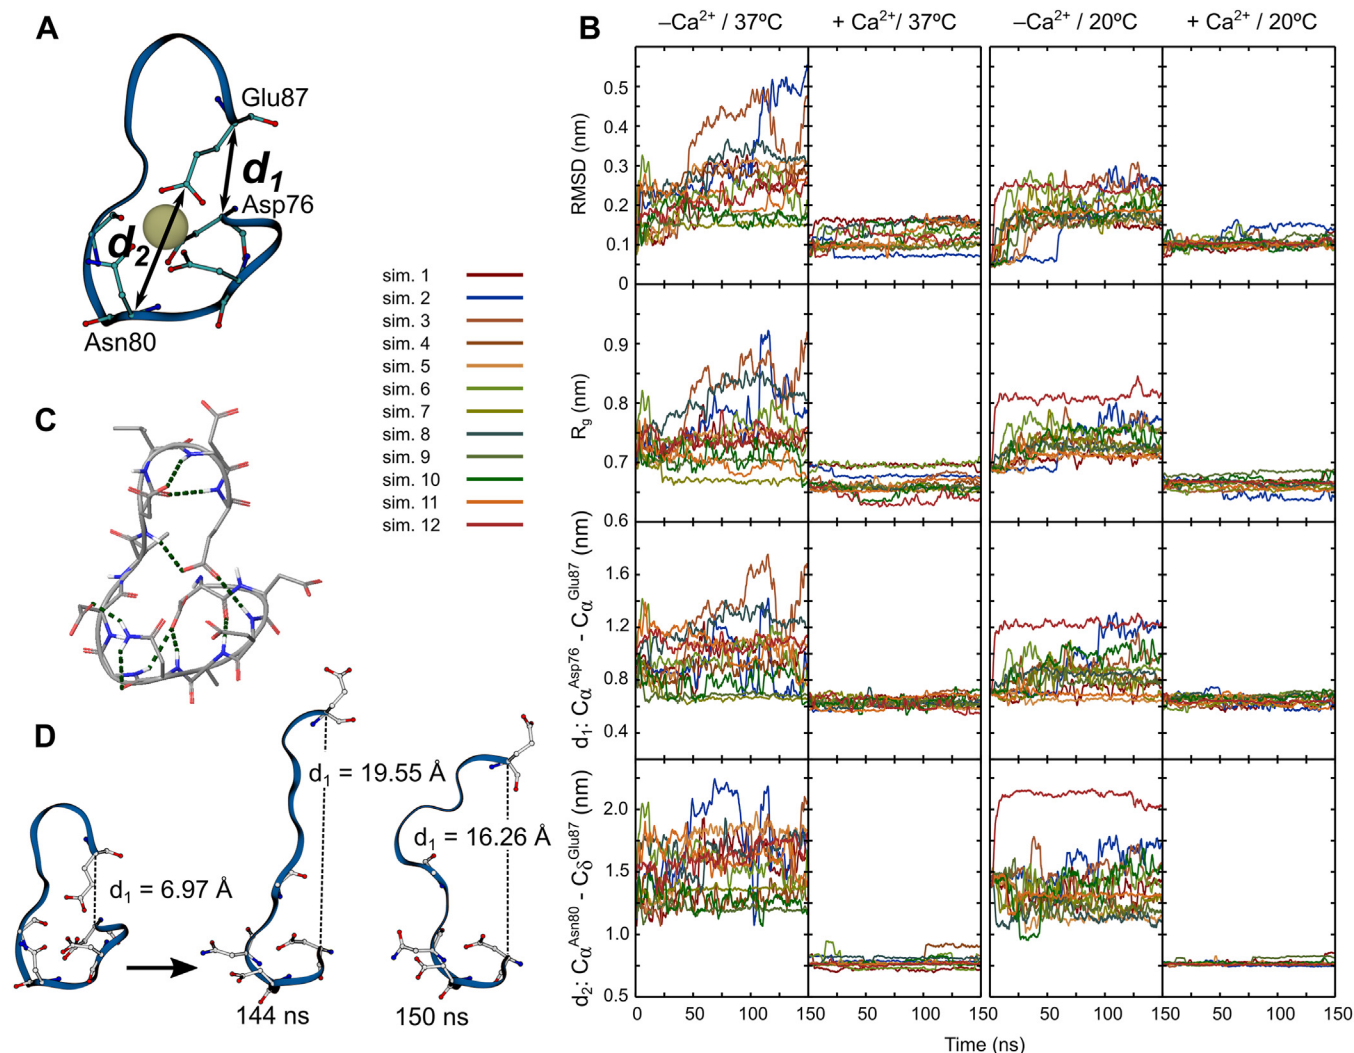 A
Glu87
d1
Asp76
d2
Asn80
sim. 1
sim. 2
sim. 3
sim. 4
sim. 5
sim. 6
sim. 7
sim. 8
sim. 9
sim. 10
sim. 11
sim. 12
C
D
d1 = 6.97 Å
d1 = 19.55 Å
d1 = 16.26 Å
144 ns
150 ns
B
–Ca2+ / 37ºC
+ Ca2+/ 37ºC
–Ca2+ / 20ºC
+ Ca2+ / 20ºC
RMSD (nm)
0.5
0.4
0.3
0.2
0.1
0
Rg (nm)
0.9
0.8
0.7
0.6
d1: CαAsp76 - CαGlu87 (nm)
1.6
1.2
0.8
0.4
d2: CαAsn80 - CδGlu87 (nm)
2.0
1.5
1.0
0.5
0 50 100 150 50 100 150 50 100 150 50 100 150
Time (ns)